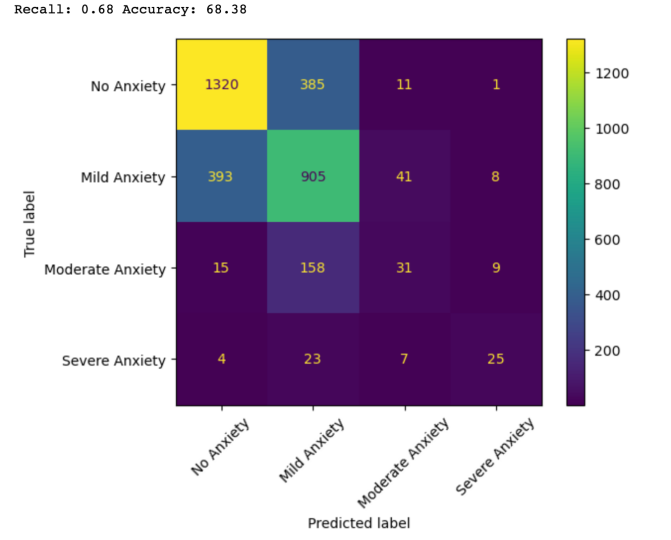 Recall: 0.68 Accuracy: 68.38
No Anxiety 1320 385 11 1
Mild Anxiety 393 905 41 8
Moderate Anxiety 15 158 31 9
Severe Anxiety 4 23 7 25
True label
No Anxiety Mild Anxiety Moderate Anxiety Severe Anxiety
Predicted label
1200
1000
800
600
400
200